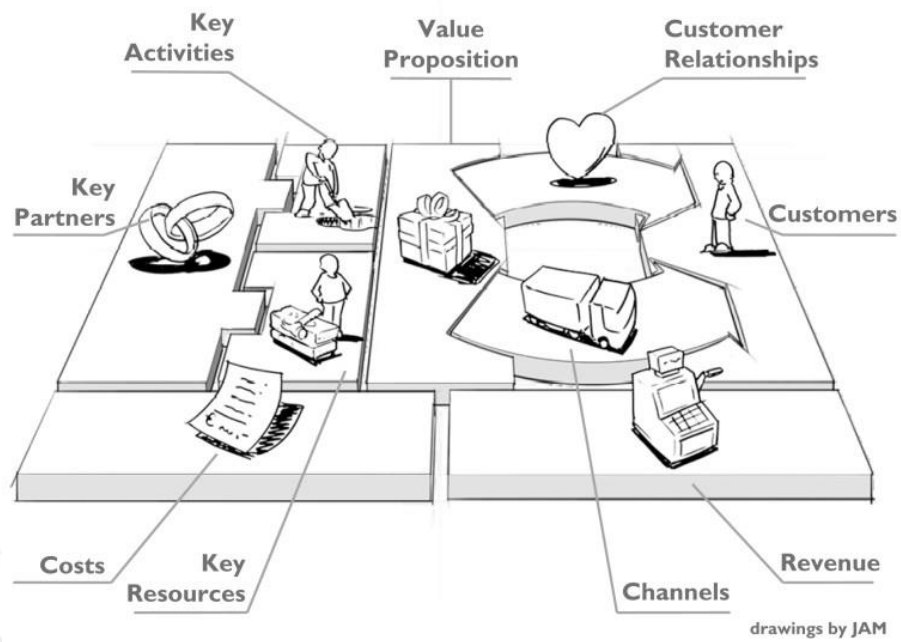 Key
Activities
Value
Proposition
Customer
Relationships
Key
Partners
Customers
Costs
Key
Resources
Channels
Revenue
drawings by JAM